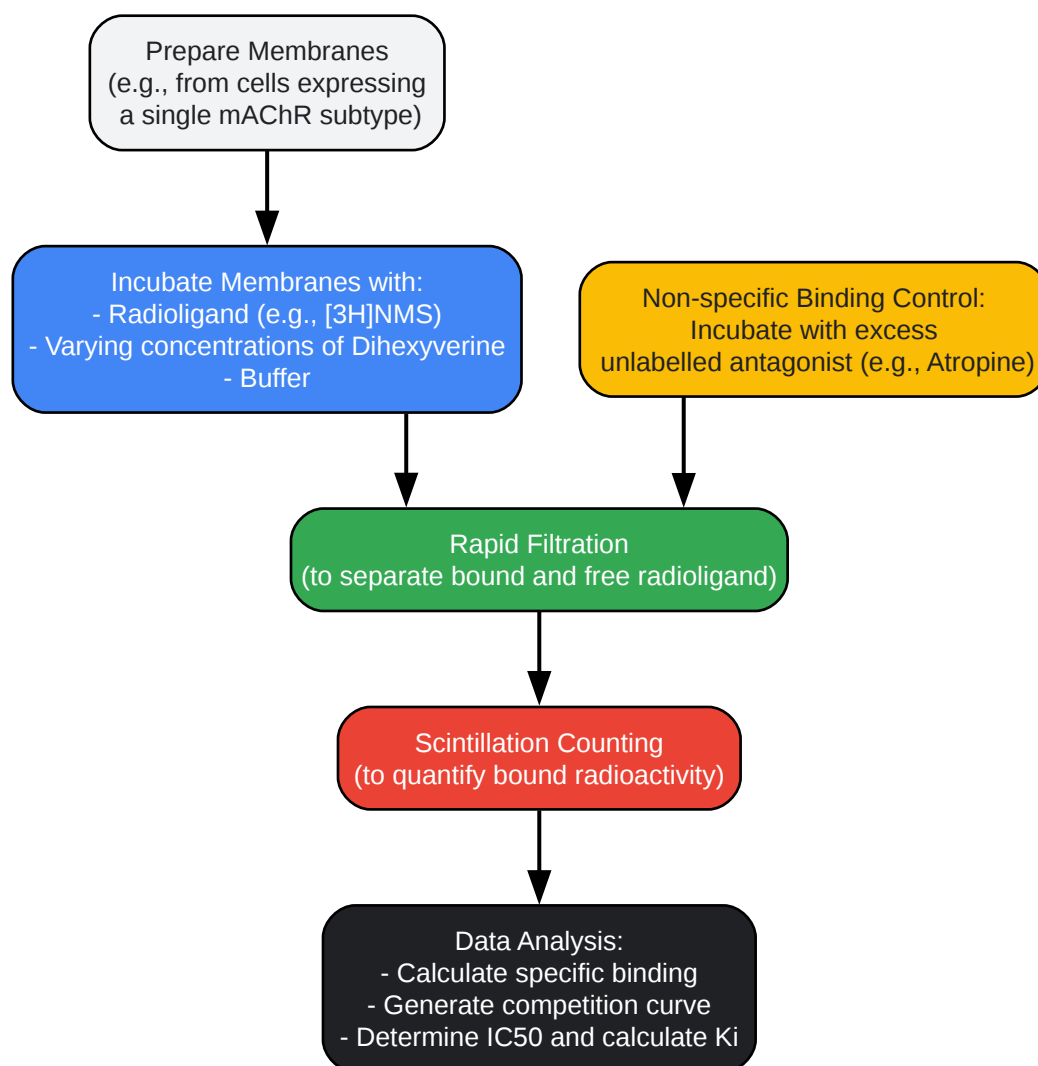 Prepare Membranes
(e.g., from cells expressing
a single mAChR subtype)
Incubate Membranes with:
- Radioligand (e.g., [3H]NMS)
- Varying concentrations of Dihexyverine
- Buffer
Non-specific Binding Control:
Incubate with excess
unlabelled antagonist (e.g., Atropine)
Rapid Filtration
(to separate bound and free radioligand)
Scintillation Counting
(to quantify bound radioactivity)
Data Analysis:
- Calculate specific binding
- Generate competition curve
- Determine IC50 and calculate Ki